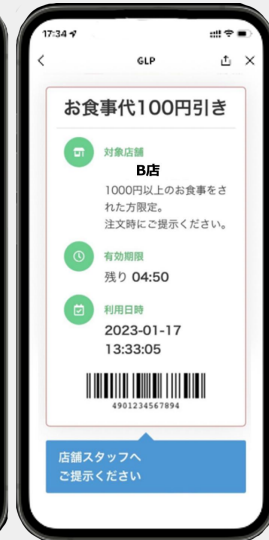 17:34
GLP
お食事代100円引き
対象店舗
B店
1000円以上のお食事をさ
れた方限定。
注文時にご提示ください。
有効期限
残り 04:50
利用日時
2023-01-17
13:33:05
4901234567894
店舗スタッフへ
ご提示ください